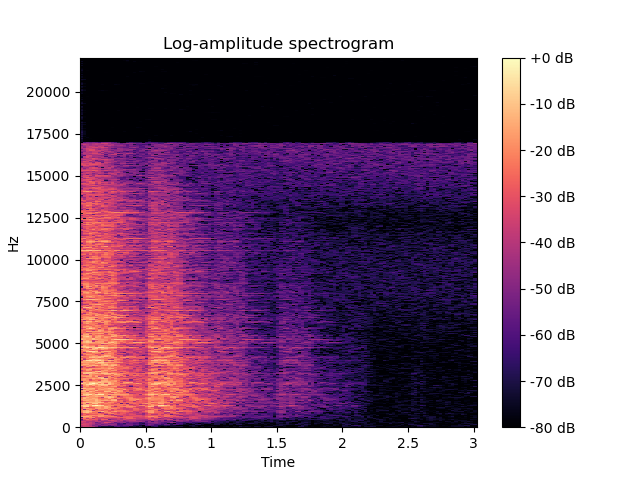 Log-amplitude spectrogram
Hz
20000
17500
15000
12500
10000
7500
5000
2500
0
0 0.5 1 1.5 2 2.5 3
Time
+0 dB
-10 dB
-20 dB
-30 dB
-40 dB
-50 dB
-60 dB
-70 dB
-80 dB